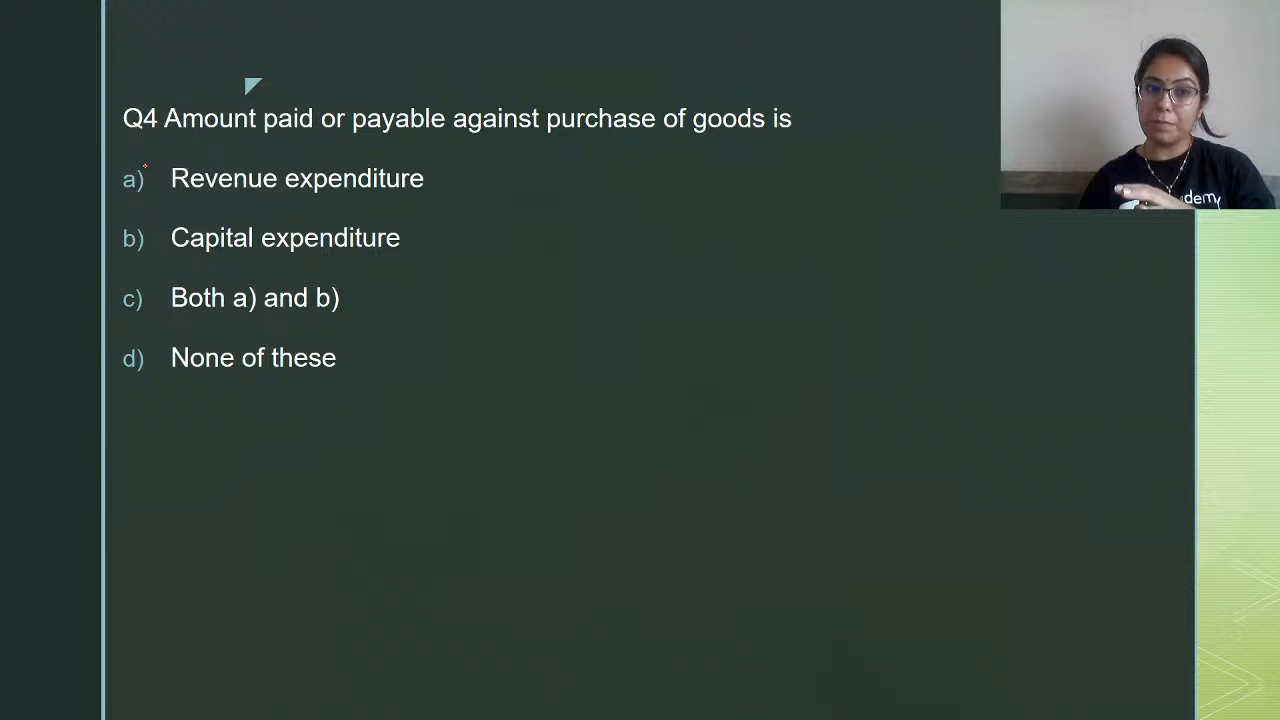 Q4 Amount paid or payable against purchase of goods is
a) Revenue expenditure
b) Capital expenditure
c) Both a) and b)
d) None of these